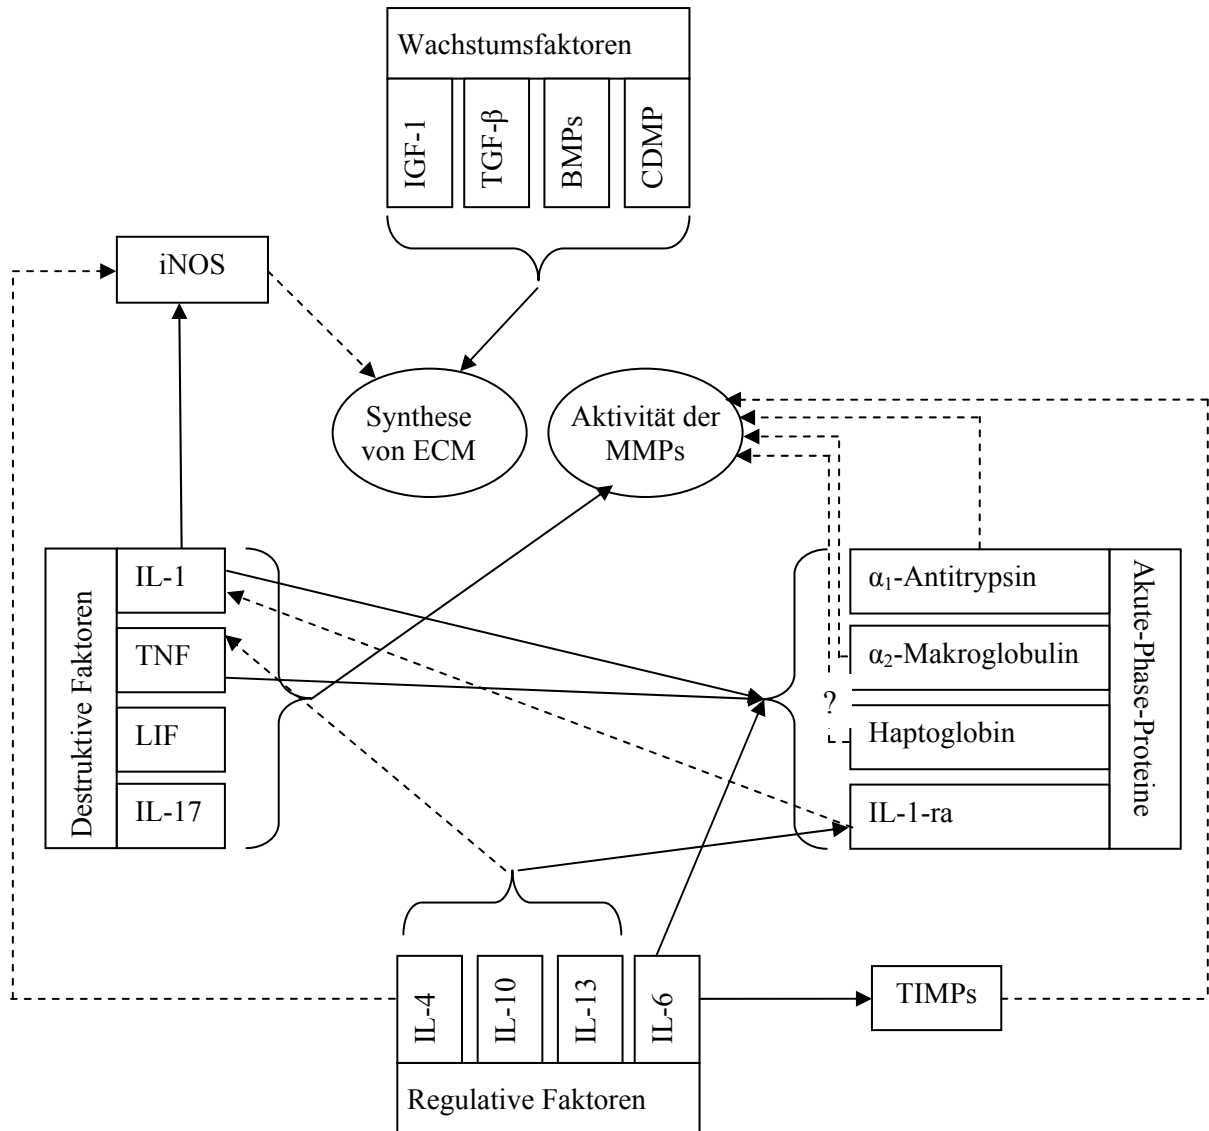 Wachstumsfaktoren
IGF-1
TGF-β
BMPs
CDMP
iNOS
Synthese
von ECM
Aktivität der
MMPs
Destruktive Faktoren
IL-1
TNF
LIF
IL-17
α₁-Antitrypsin
α₂-Makroglobulin
?
Haptoglobin
IL-1-ra
Akute-Phase-Proteine
IL-4
IL-10
IL-13
IL-6
TIMPs
Regulative Faktoren